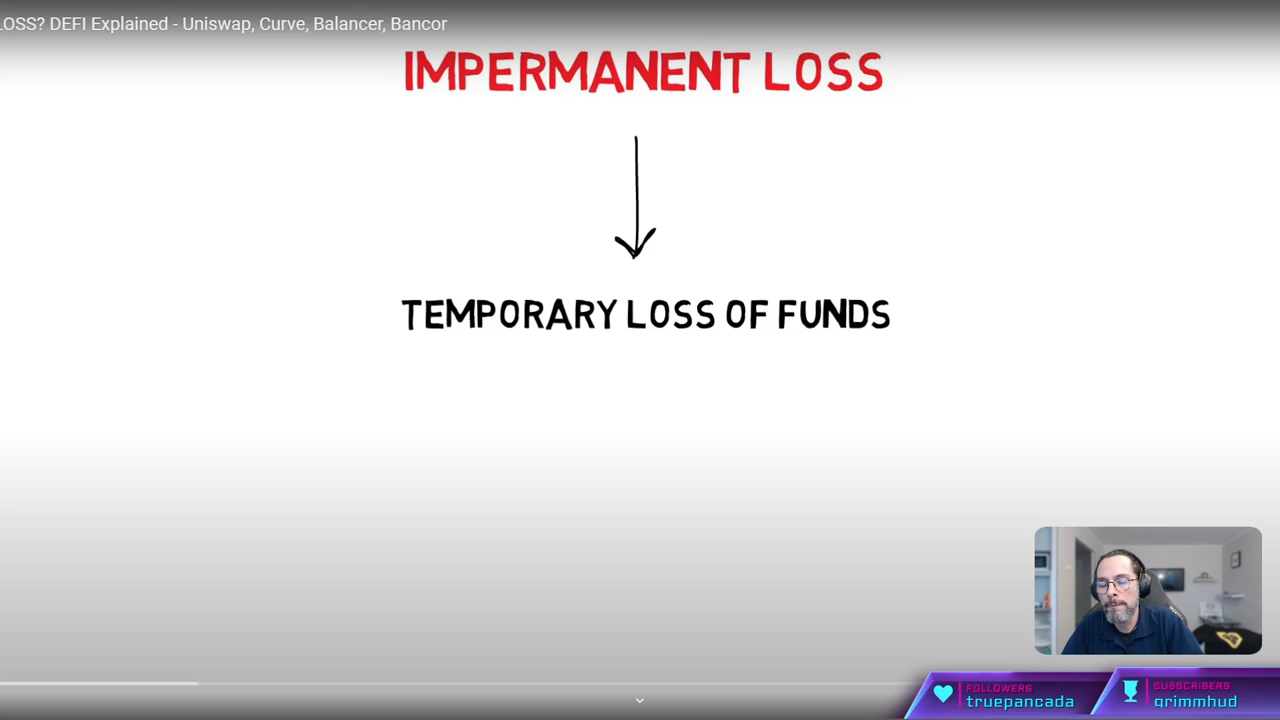 LOSS? DEFI Explained - Uniswap, Curve, Balancer, Bancor
IMPERMANENT LOSS
TEMPORARY LOSS OF FUNDS
FOLLOWERS
truepancada
SUBSCRIBERS
grimmhud